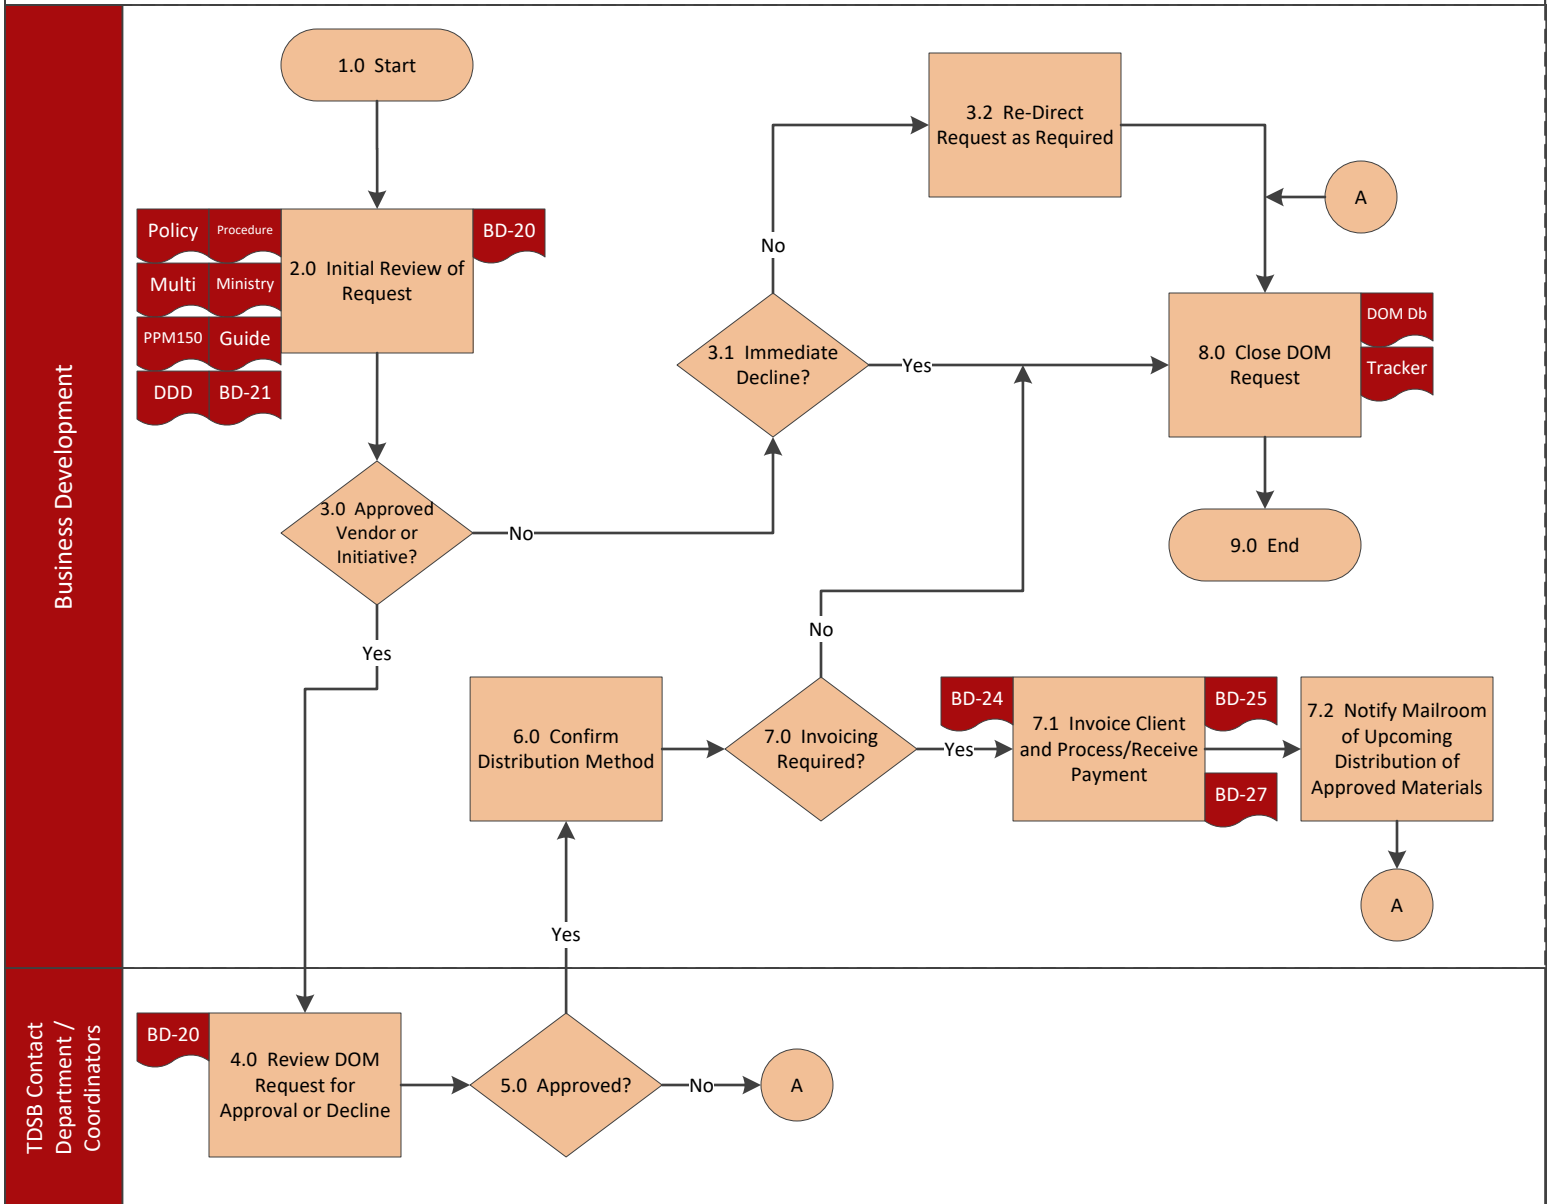 Business Development
1.0 Start
Policy
Procedure
Multi
Ministry
PPM150
Guide
DDD
BD-21
2.0 Initial Review of
Request
BD-20
3.0 Approved
Vendor or
Initiative?
No
Yes
3.1 Immediate
Decline?
No
Yes
3.2 Re-Direct
Request as Required
A
8.0 Close DOM
Request
DOM Db
Tracker
9.0 End
6.0 Confirm
Distribution Method
7.0 Invoicing
Required?
No
Yes
BD-24
7.1 Invoice Client
and Process/Receive
Payment
BD-25
BD-27
7.2 Notify Mailroom
of Upcoming
Distribution of
Approved Materials
A
Yes
TDSB Contact
Department /
Coordinators
BD-20
4.0 Review DOM
Request for
Approval or Decline
5.0 Approved?
No
A